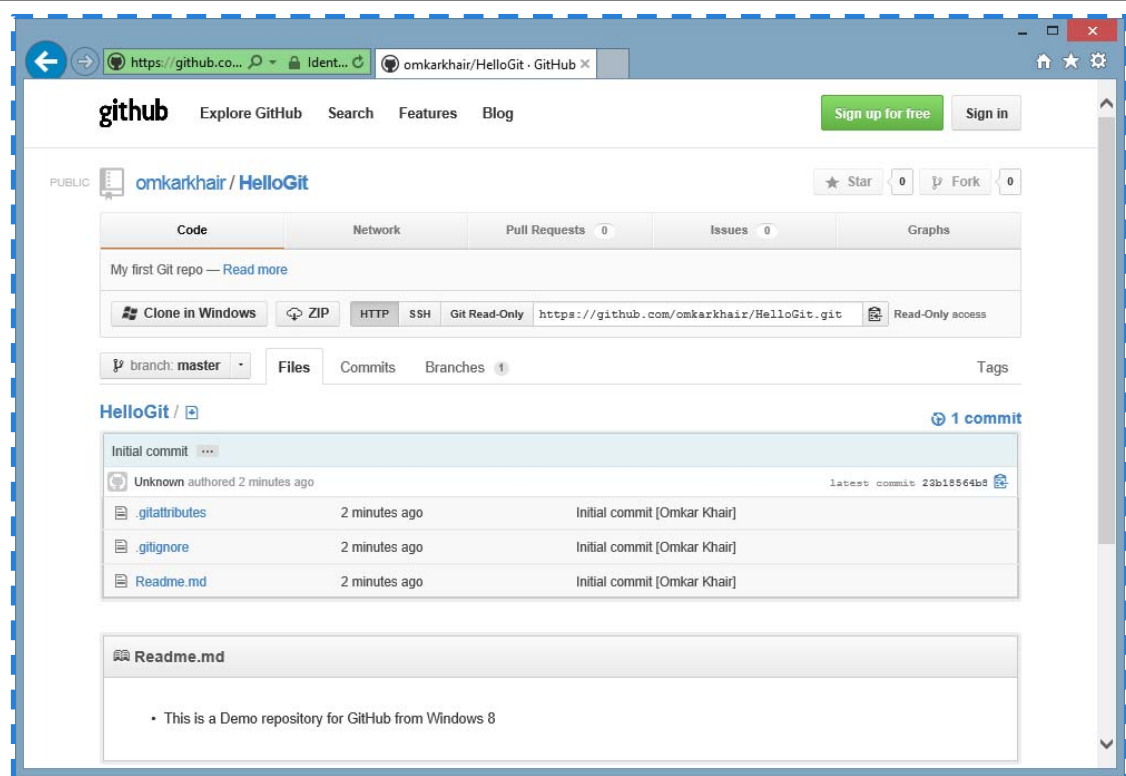 https://github.co... Ident... omkarkhair/HelloGit · GitHub
github Explore GitHub Search Features Blog Sign up for free Sign in
PUBLIC omkarkhair / HelloGit Star 0 Fork 0
Code Network Pull Requests 0 Issues 0 Graphs
My first Git repo — Read more
Clone in Windows ZIP HTTP SSH Git Read-Only https://github.com/omkarkhair/HelloGit.git Read-Only access
branch: master Files Commits Branches 1 Tags
HelloGit /
1 commit
Initial commit ...
Unknown authored 2 minutes ago latest commit 23b18564b8
.gitattributes 2 minutes ago Initial commit [Omkar Khair]
.gitignore 2 minutes ago Initial commit [Omkar Khair]
Readme.md 2 minutes ago Initial commit [Omkar Khair]
Readme.md
• This is a Demo repository for GitHub from Windows 8